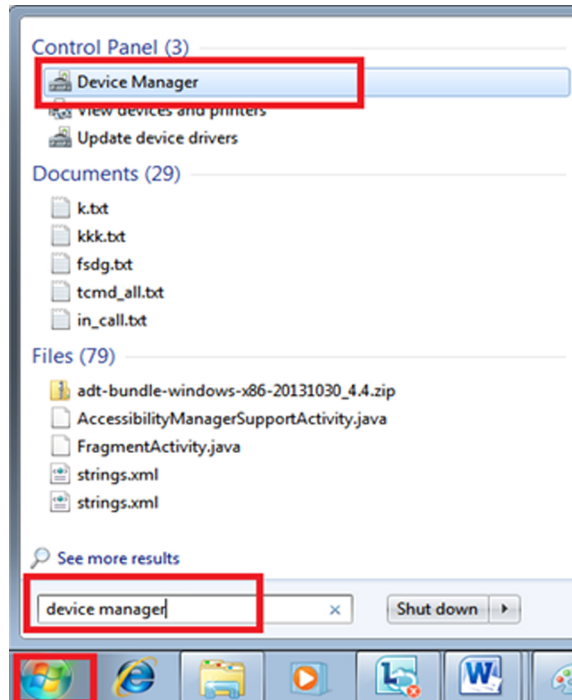 Control Panel (3)
Device Manager
View devices and printers
Update device drivers
Documents (29)
k.txt
kkk.txt
fsdg.txt
tcmd_all.txt
in_call.txt
Files (79)
adt-bundle-windows-x86-20131030_4.4.zip
AccessibilityManagerSupportActivity.java
FragmentActivity.java
strings.xml
strings.xml
See more results
device manager
Shut down